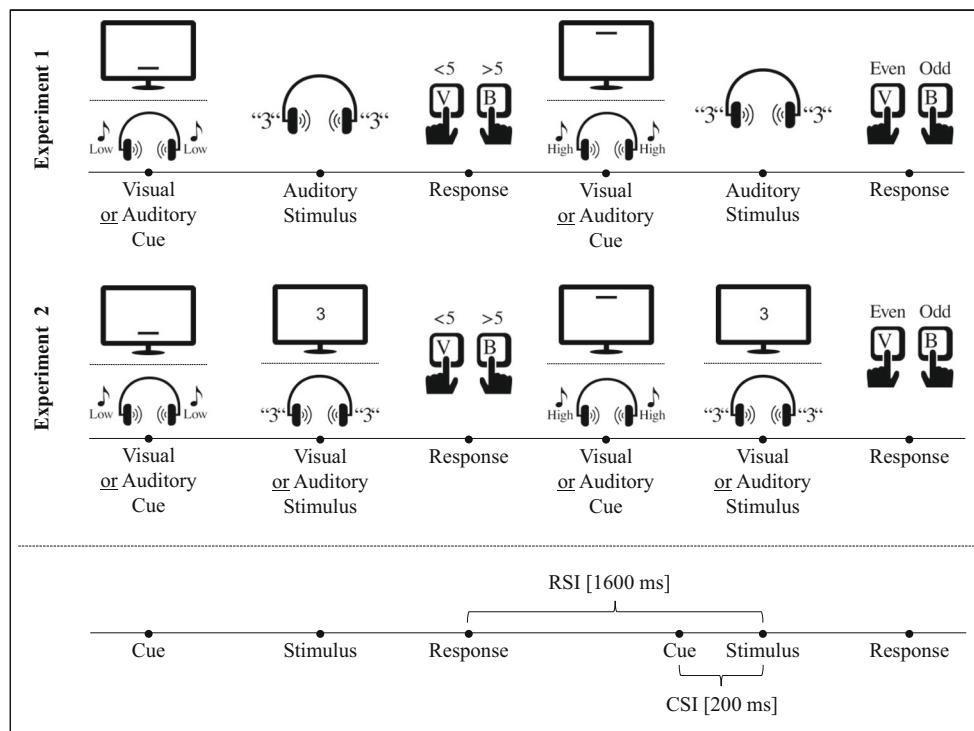 Experiment 1
<5 >5
Even Odd
V B
V B
Low Low
“3“ “3“
High High
“3“ “3“
Visual
or Auditory
Cue
Auditory
Stimulus
Response
Visual
or Auditory
Cue
Auditory
Stimulus
Response
Experiment 2
3
<5 >5
3
Even Odd
V B
V B
Low Low
“3“ “3“
High High
“3“ “3“
Visual
or Auditory
Cue
Visual
or Auditory
Stimulus
Response
Visual
or Auditory
Cue
Visual
or Auditory
Stimulus
Response
RSI [1600 ms]
Cue Stimulus Response Cue Stimulus Response
CSI [200 ms]